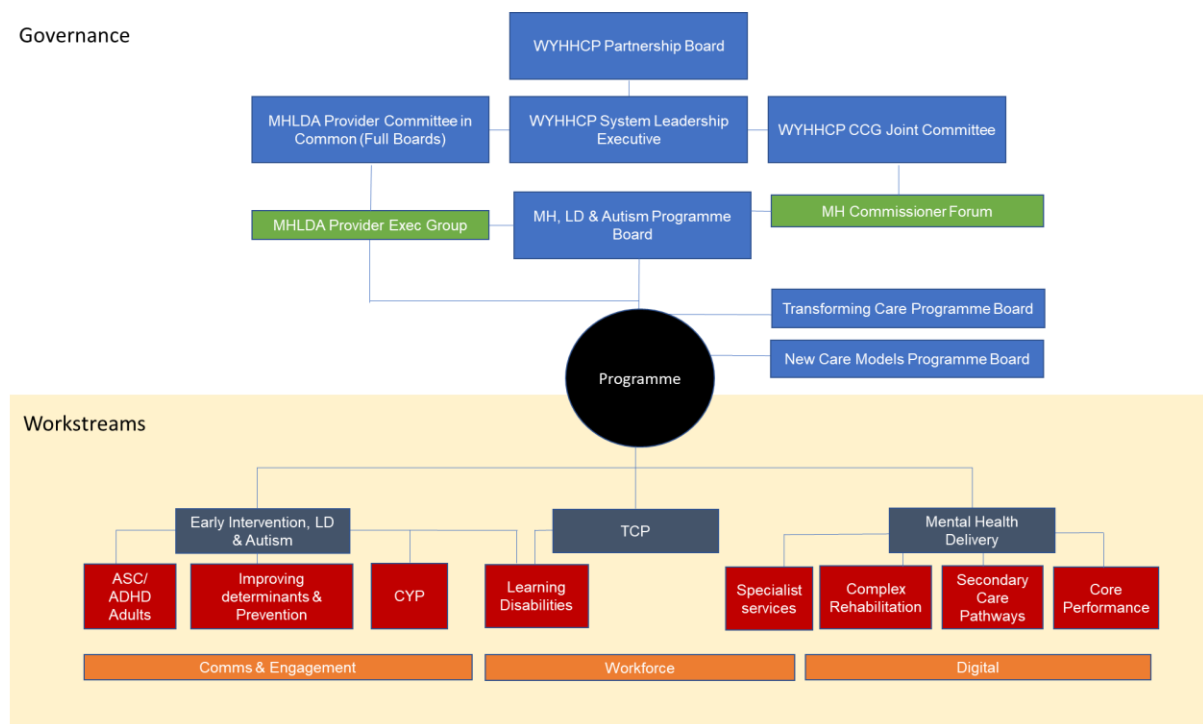 Governance
WYHHCP Partnership Board
MHLDA Provider Committee in
Common (Full Boards)
WYHHCP System Leadership
Executive
WYHHCP CCG Joint Committee
MHLDA Provider Exec Group
MH, LD & Autism Programme
Board
MH Commissioner Forum
Transforming Care Programme Board
New Care Models Programme Board
Programme
Workstreams
Early Intervention, LD
& Autism
TCP
Mental Health
Delivery
ASC/
ADHD
Adults
Improving
determinants &
Prevention
CYP
Learning
Disabilities
Specialist
services
Complex
Rehabilitation
Secondary
Care
Pathways
Core
Performance
Comms & Engagement
Workforce
Digital